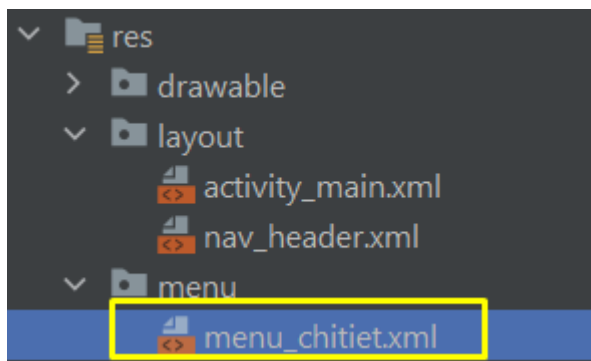 res
drawable
layout
activity_main.xml
nav_header.xml
menu
menu_chitiet.xml